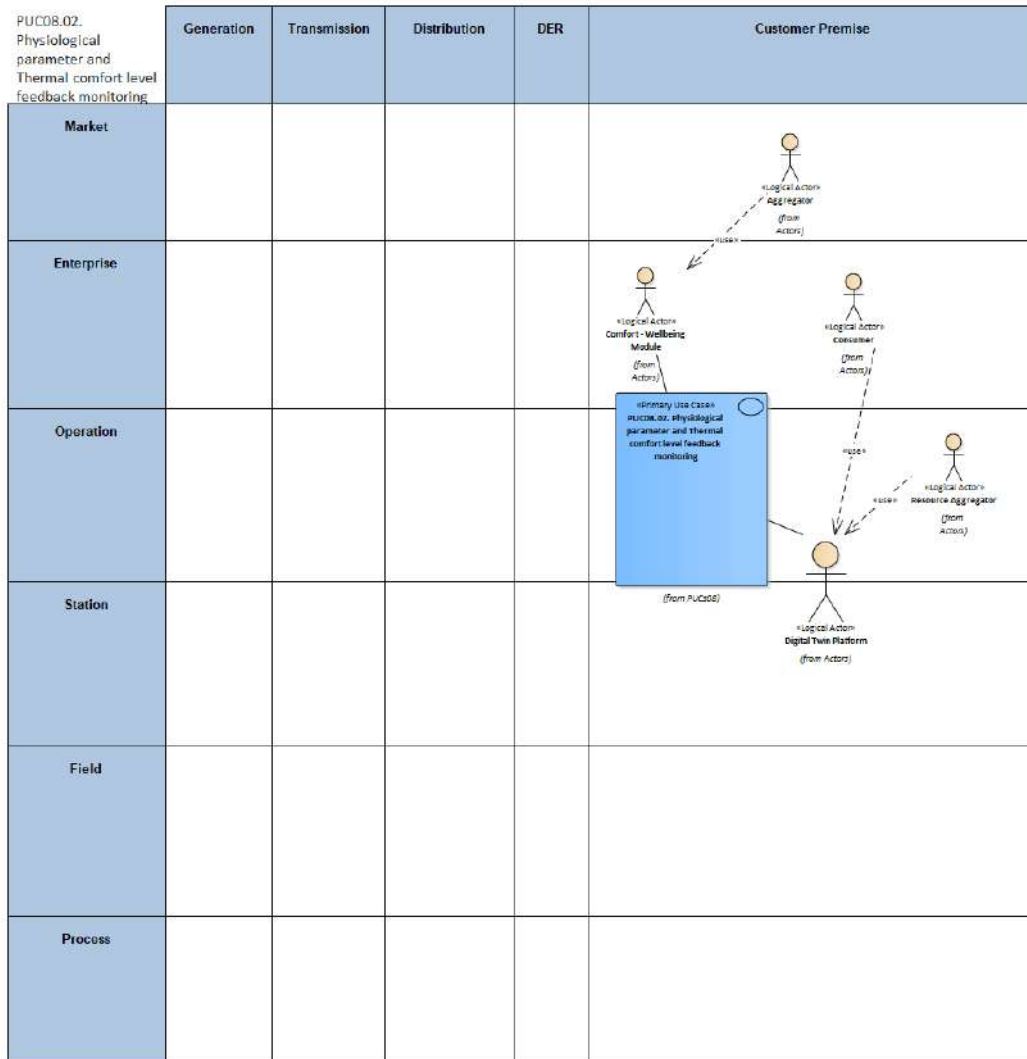 PUC08.02.
Physiological
parameter and
Thermal comfort level
feedback monitoring
Generation
Transmission
Distribution
DER
Customer Premise
Market
«Logical Actor»
Aggregator
(from
Actors)
«use»
Enterprise
«Logical Actor»
Comfort - Wellbeing
Module
(from
Actors)
«Logical Actor»
Consumer
(from
Actors)
Operation
«Primary Use Case»
PUC08.02. Physiological
parameter and Thermal
comfort level feedback
monitoring
«use»
«use»
«Logical Actor»
Resource Aggregator
(from
Actors)
Station
(from PUCs08)
«Logical Actor»
Digital Twin Platform
(from Actors)
Field
Process